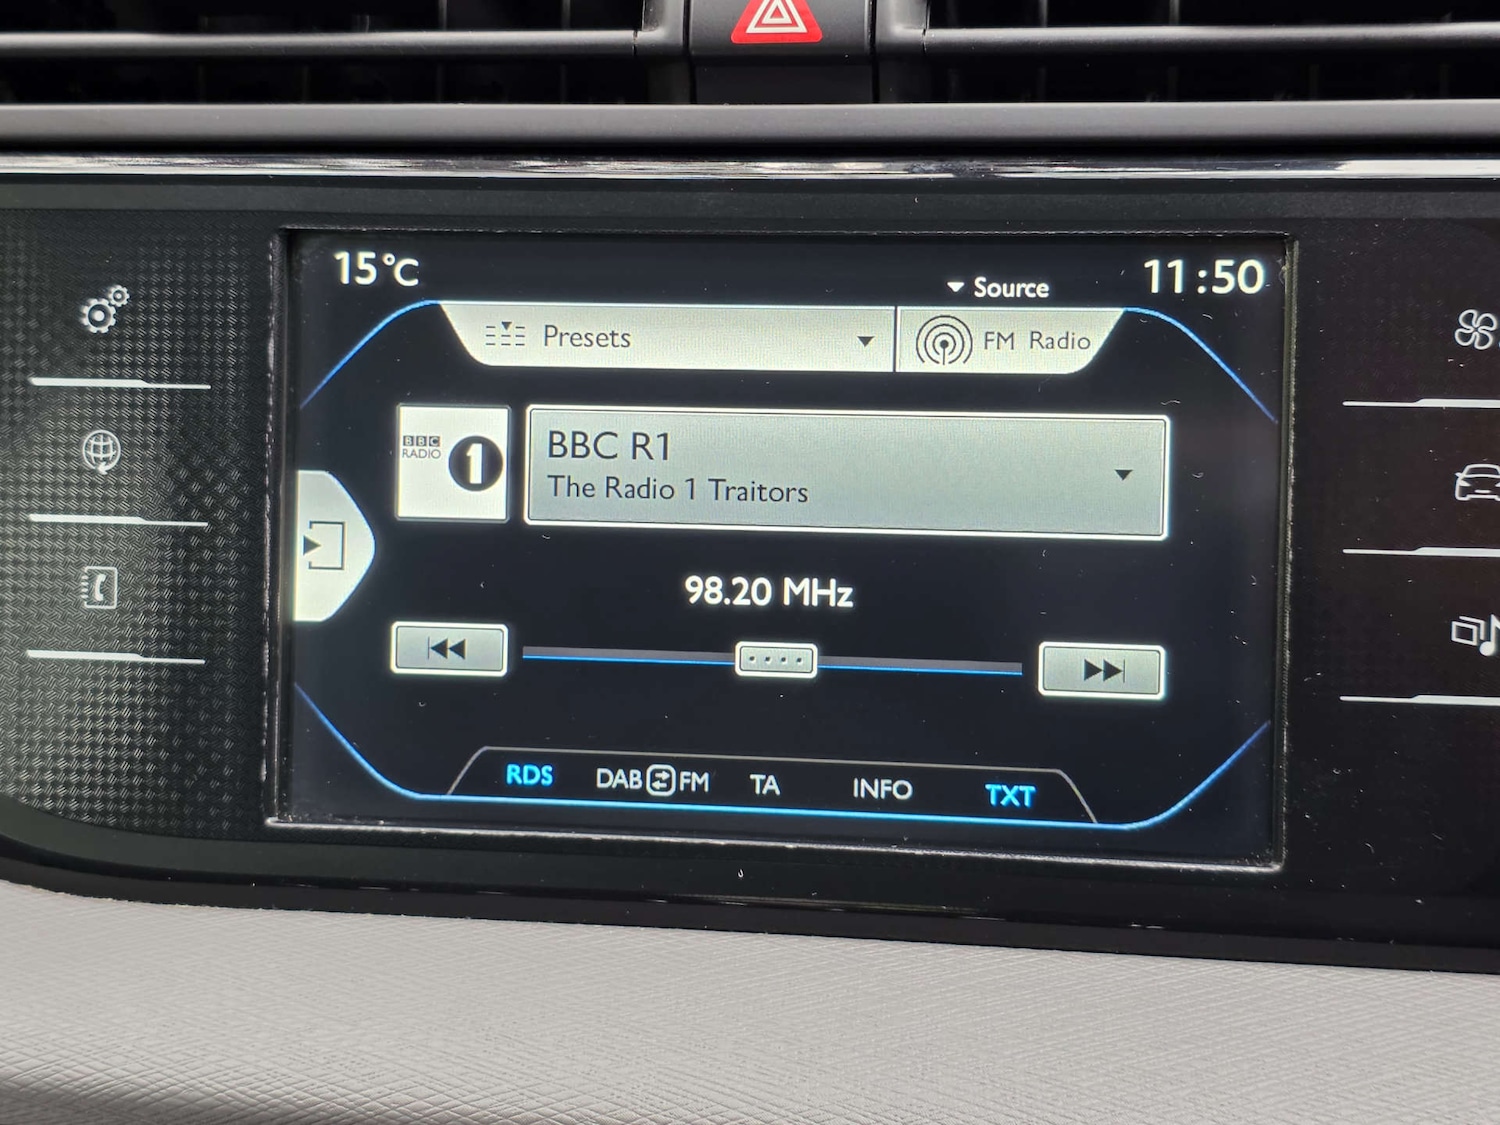 15°C
Source
11:50
Presets
FM Radio
BBC
RADIO
1
BBC R1
The Radio 1 Traitors
98.20 MHz
RDS
DAB FM
TA
INFO
TXT